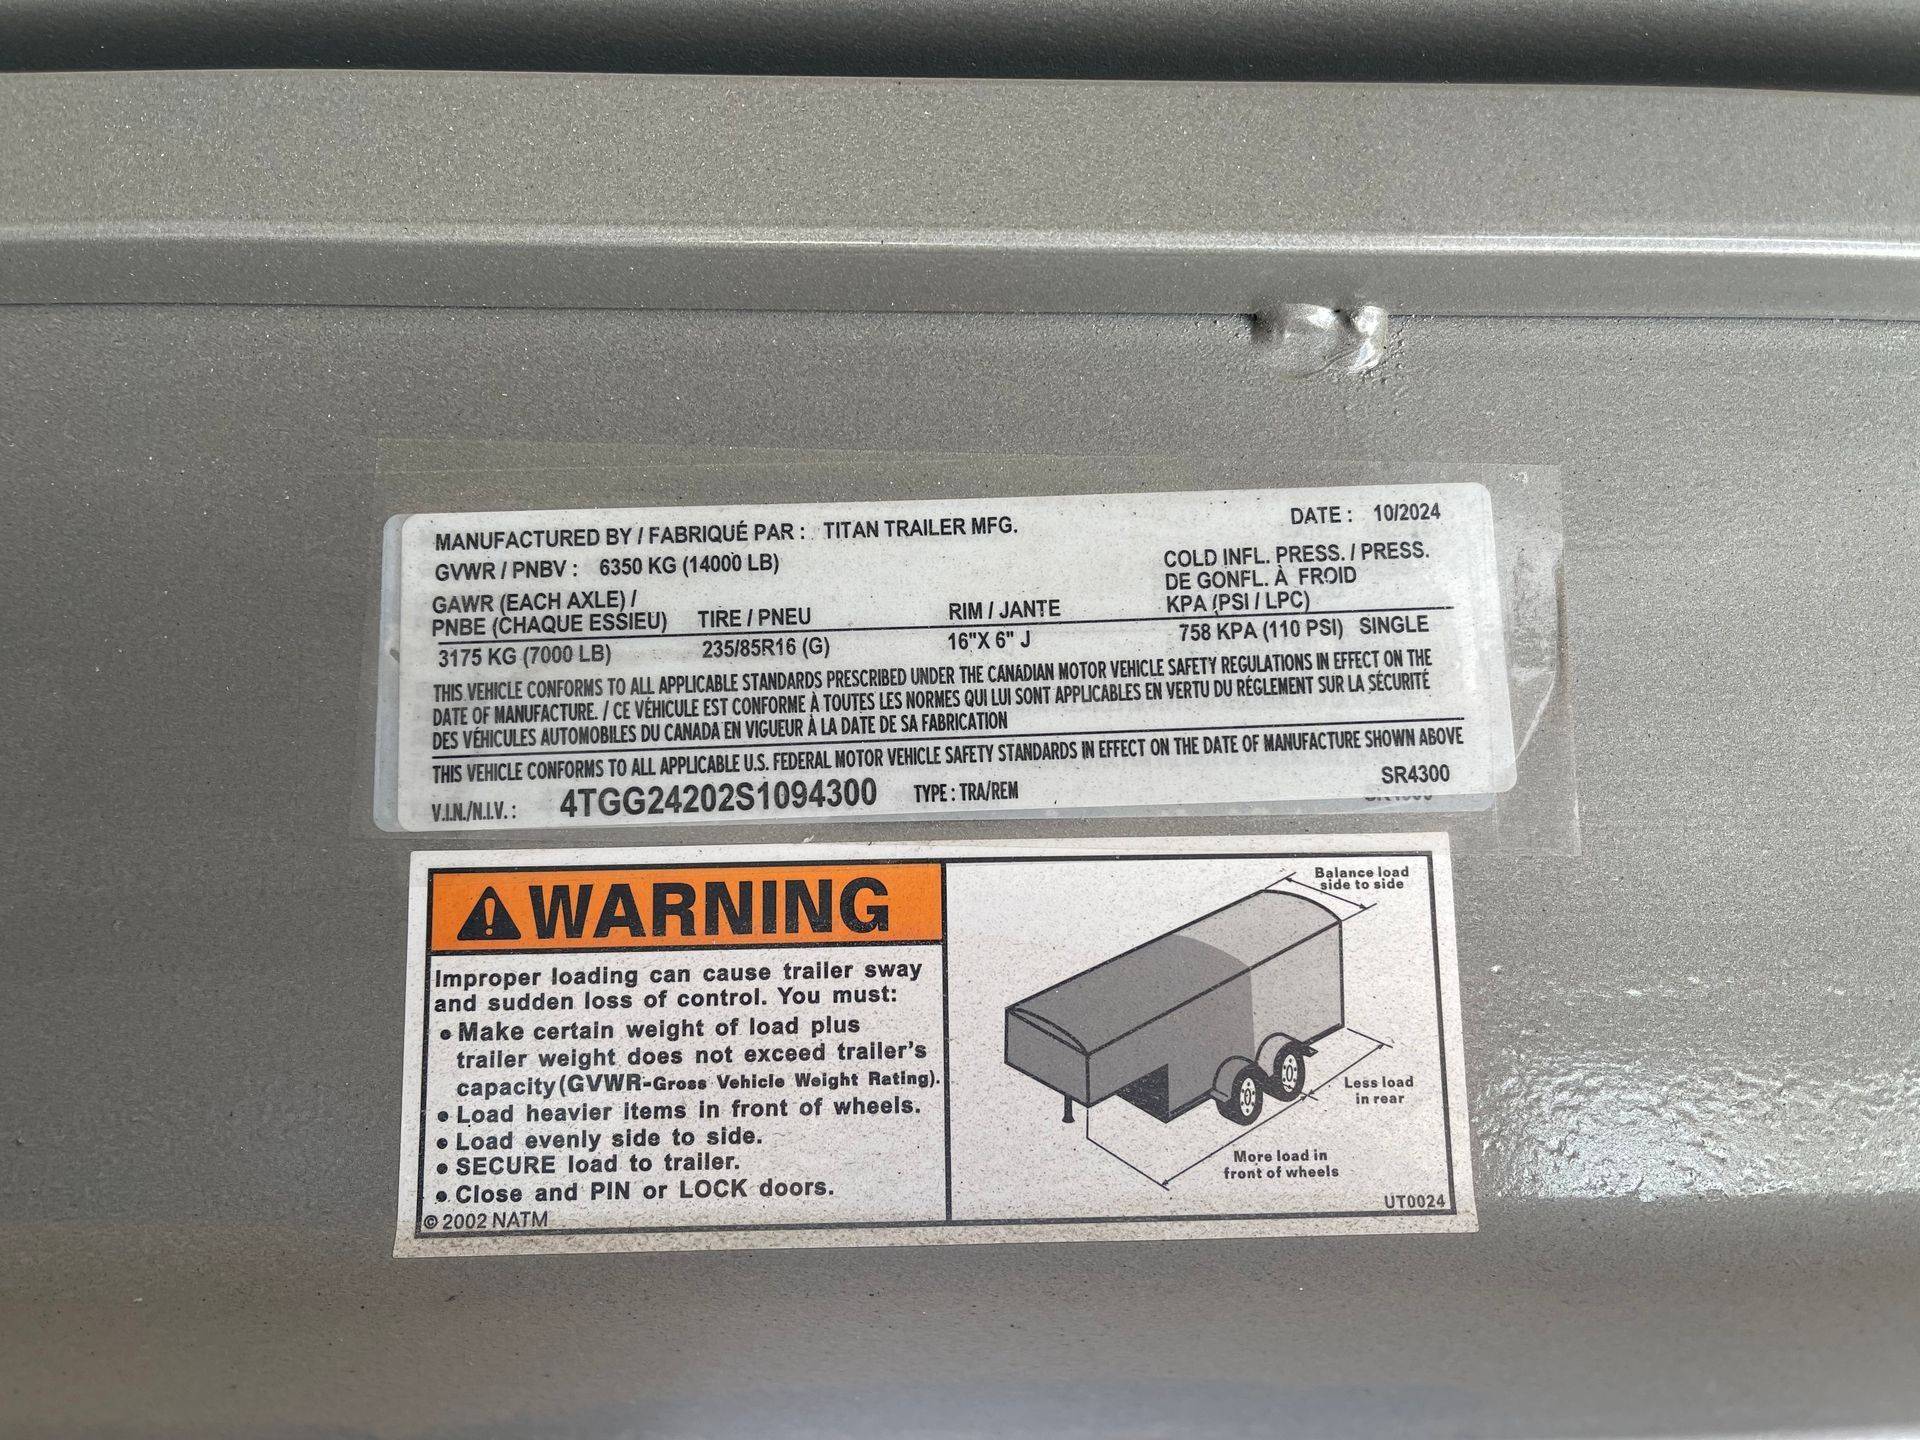 MANUFACTURED BY / FABRIQUÉ PAR : TITAN TRAILER MFG. DATE : 10/2024
GVWR / PNBV : 6350 KG (14000 LB)
COLD INFL. PRESS. / PRESS.
DE GONFL. À FROID
KPA (PSI / LPC)
GAWR (EACH AXLE) /
PNBE (CHAQUE ESSIEU) TIRE / PNEU RIM / JANTE
3175 KG (7000 LB) 235/85R16 (G) 16"X 6" J 758 KPA (110 PSI) SINGLE
THIS VEHICLE CONFORMS TO ALL APPLICABLE STANDARDS PRESCRIBED UNDER THE CANADIAN MOTOR VEHICLE SAFETY REGULATIONS IN EFFECT ON THE
DATE OF MANUFACTURE. / CE VÉHICULE EST CONFORME À TOUTES LES NORMES QUI LUI SONT APPLICABLES EN VERTU DU RÉGLEMENT SUR LA SÉCURITÉ
DES VÉHICULES AUTOMOBILES DU CANADA EN VIGUEUR À LA DATE DE SA FABRICATION
THIS VEHICLE CONFORMS TO ALL APPLICABLE U.S. FEDERAL MOTOR VEHICLE SAFETY STANDARDS IN EFFECT ON THE DATE OF MANUFACTURE SHOWN ABOVE
V.I.N./N.I.V. : 4TGG24202S1094300 TYPE : TRA/REM SR4300
WARNING
Improper loading can cause trailer sway
and sudden loss of control. You must:
• Make certain weight of load plus
trailer weight does not exceed trailer's
capacity (GVWR-Gross Vehicle Weight Rating).
• Load heavier items in front of wheels.
• Load evenly side to side.
• SECURE load to trailer.
• Close and PIN or LOCK doors.
© 2002 NATM
Balance load
side to side
Less load
in rear
More load in
front of wheels
UT0024